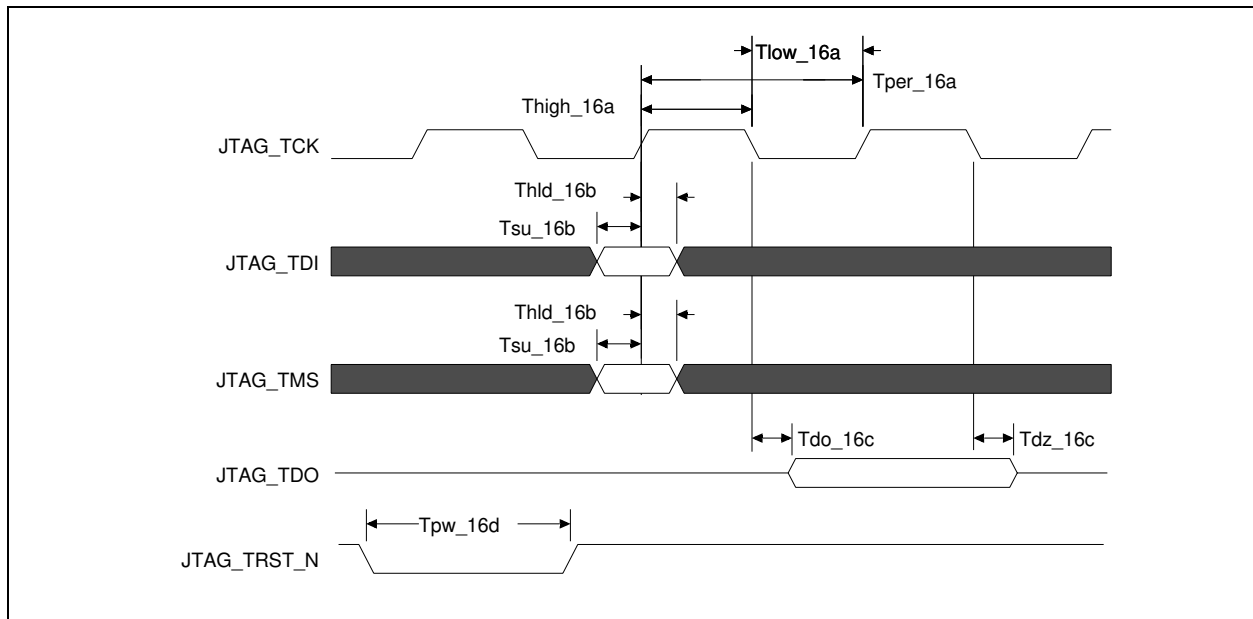 Tlow_16a
Tper_16a
Thigh_16a
JTAG_TCK
Thld_16b
Tsu_16b
JTAG_TDI
Thld_16b
Tsu_16b
JTAG_TMS
Tdo_16c
Tdz_16c
JTAG_TDO
Tpw_16d
JTAG_TRST_N